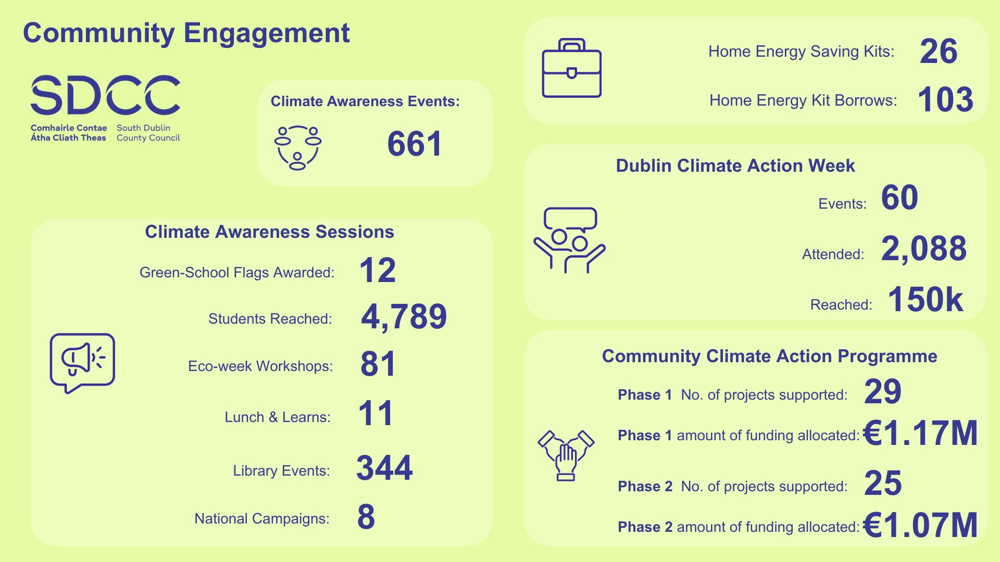 Community Engagement
SDCC
Comhairle Contae
Átha Cliath Theas
South Dublin
County Council
Climate Awareness Events:
661
Climate Awareness Sessions
Green-School Flags Awarded: 12
Students Reached: 4,789
Eco-week Workshops: 81
Lunch & Learns: 11
Library Events: 344
National Campaigns: 8
Home Energy Saving Kits: 26
Home Energy Kit Borrows: 103
Dublin Climate Action Week
Events: 60
Attended: 2,088
Reached: 150k
Community Climate Action Programme
Phase 1 No. of projects supported: 29
Phase 1 amount of funding allocated: €1.17M
Phase 2 No. of projects supported: 25
Phase 2 amount of funding allocated: €1.07M